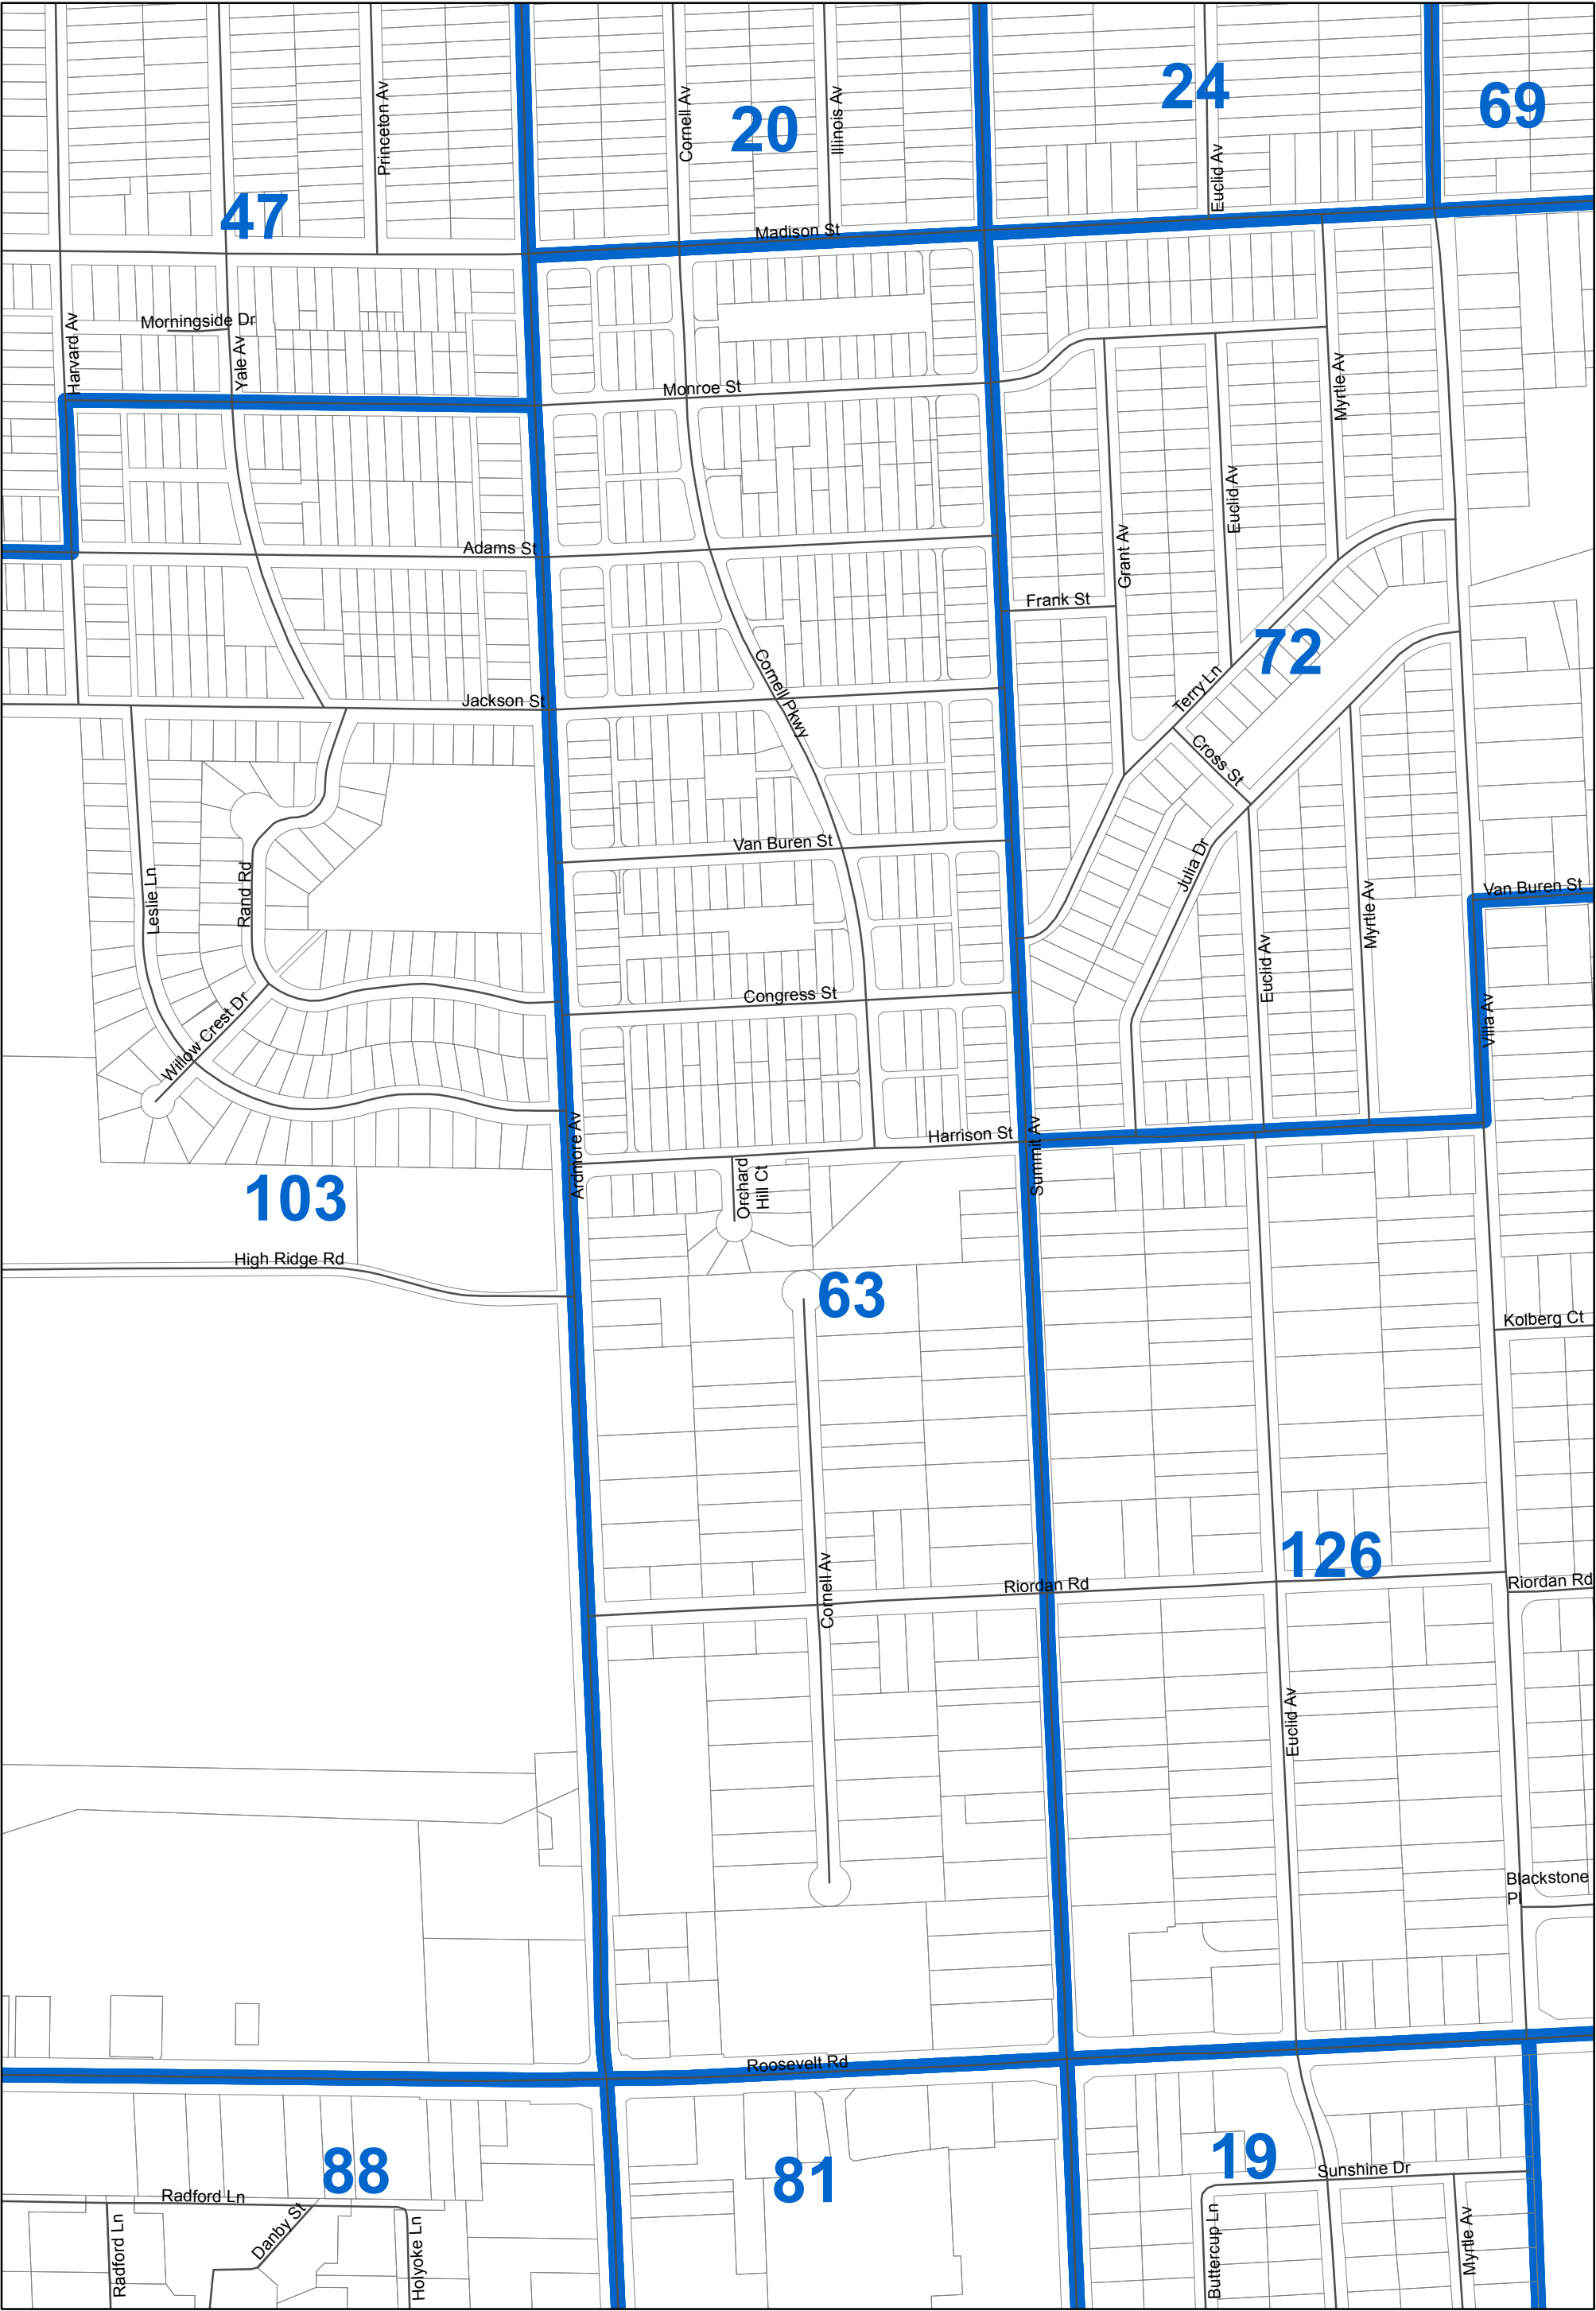 24
69
20
Princeton Av
Cornell Av
Illinois Av
Euclid Av
47
Madison St
Morningside Dr
Harvard Av
Yale Av
Monroe St
Myrtle Av
Euclid Av
Grant Av
Adams St
Frank St
72
Cornell Pkwy
Terry Ln
Jackson St
Cross St
Van Buren St
Julia Dr
Leslie Ln
Rand Rd
Van Buren St
Myrtle Av
Euclid Av
Congress St
Villa Av
Willow Crest Dr
Harrison St
Ardmore Av
Summit Av
Orchard
Hill Ct
103
High Ridge Rd
63
Kolberg Ct
126
Cornell Av
Riordan Rd
Riordan Rd
Euclid Av
Blackstone
Pl
Roosevelt Rd
88
81
19
Sunshine Dr
Radford Ln
Radford Ln
Danby St
Holyoke Ln
Buttercup Ln
Myrtle Av